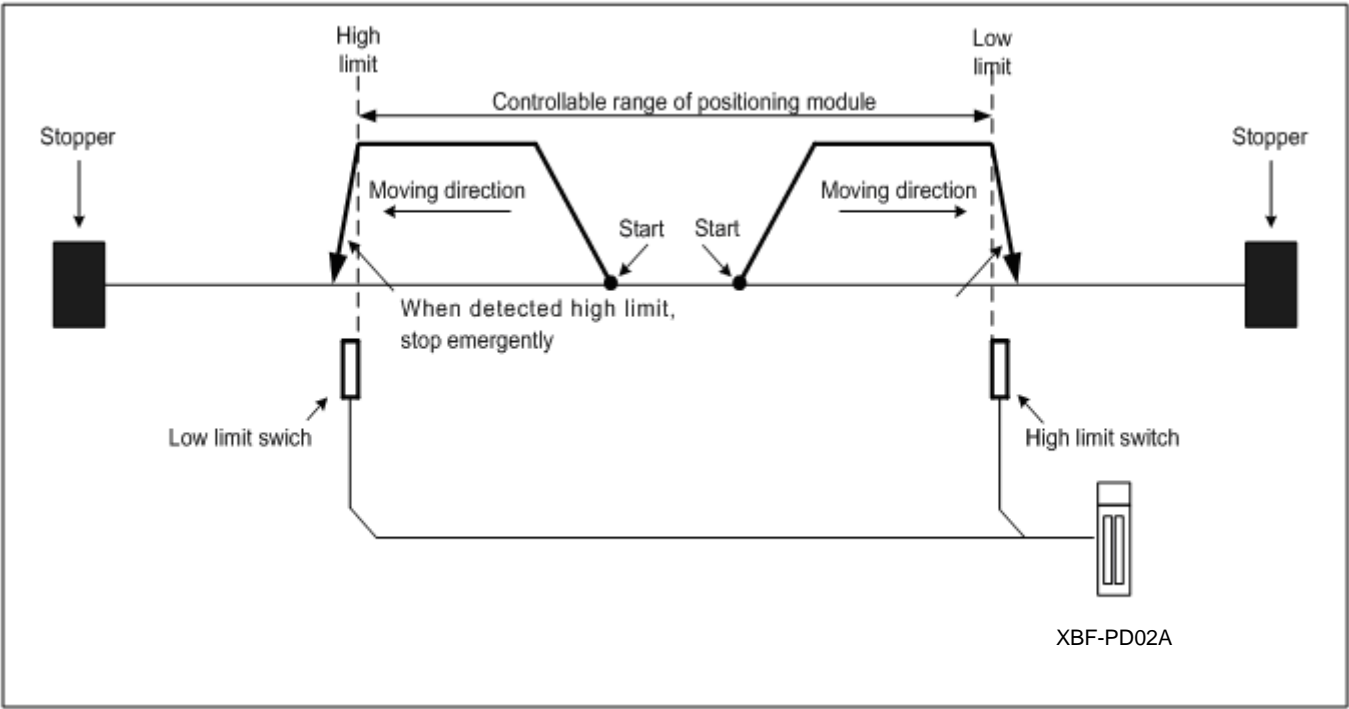 High
limit
Low
limit
Controllable range of positioning module
Stopper
Stopper
Moving direction
Moving direction
Start
Start
When detected high limit,
stop emergently
Low limit swich
High limit switch
XBF-PD02A